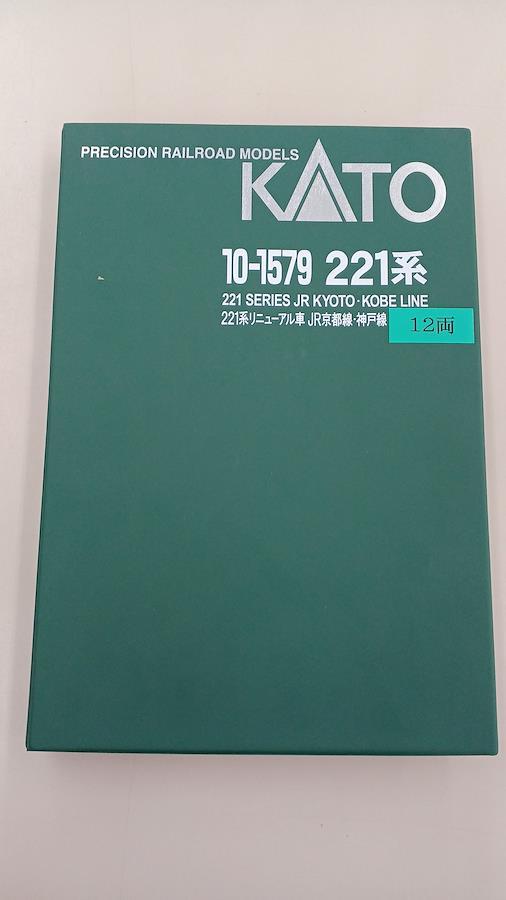 PRECISION RAILROAD MODELS
KATO
10-1579 221系
221 SERIES JR KYOTO・KOBE LINE
221系リニューアル車 JR京都線・神戸線
12両